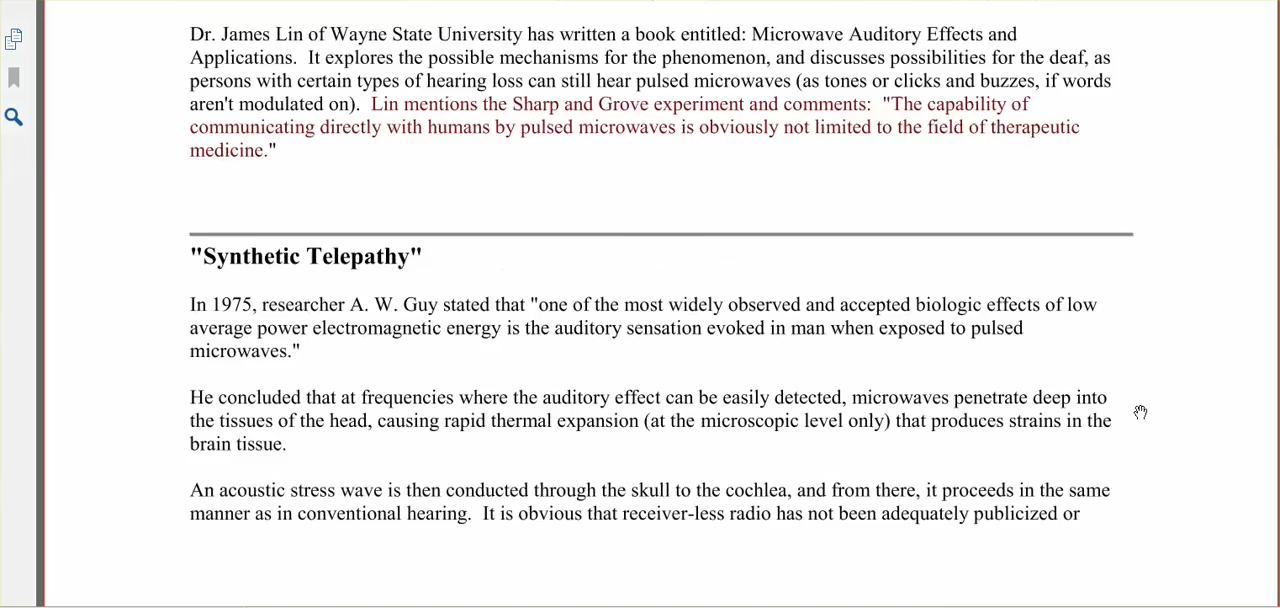 Dr. James Lin of Wayne State University has written a book entitled: Microwave Auditory Effects and
Applications.  It explores the possible mechanisms for the phenomenon, and discusses possibilities for the deaf, as
persons with certain types of hearing loss can still hear pulsed microwaves (as tones or clicks and buzzes, if words
aren't modulated on).  Lin mentions the Sharp and Grove experiment and comments:  "The capability of
communicating directly with humans by pulsed microwaves is obviously not limited to the field of therapeutic
medicine."
"Synthetic Telepathy"
In 1975, researcher A. W. Guy stated that "one of the most widely observed and accepted biologic effects of low
average power electromagnetic energy is the auditory sensation evoked in man when exposed to pulsed
microwaves."
He concluded that at frequencies where the auditory effect can be easily detected, microwaves penetrate deep into
the tissues of the head, causing rapid thermal expansion (at the microscopic level only) that produces strains in the
brain tissue.
An acoustic stress wave is then conducted through the skull to the cochlea, and from there, it proceeds in the same
manner as in conventional hearing.  It is obvious that receiver-less radio has not been adequately publicized or